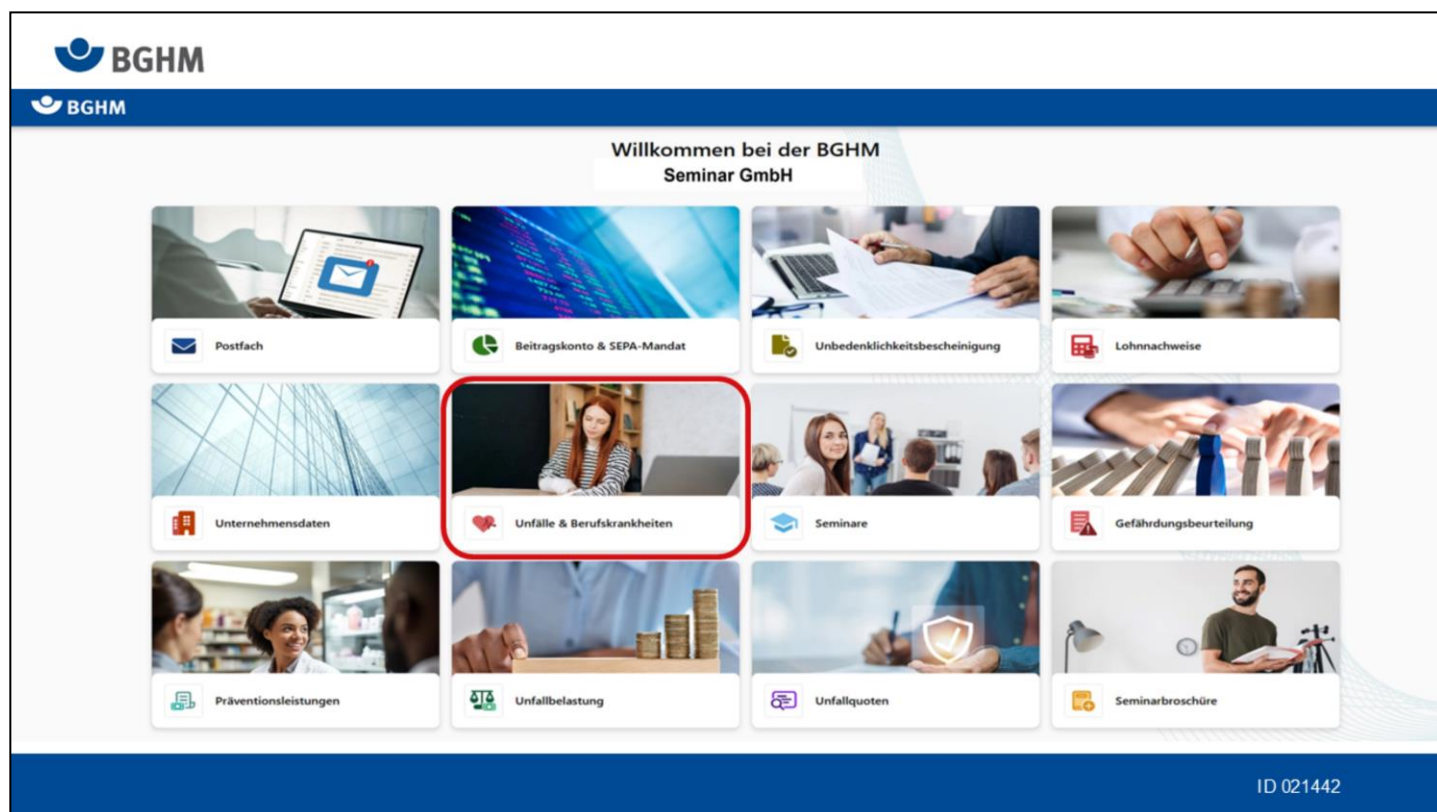 BGHM
BGHM
Willkommen bei der BGHM
Seminar GmbH
Postfach
Beitragskonto & SEPA-Mandat
Unbedenklichkeitsbescheinigung
Lohnnachweise
Unternehmensdaten
Unfälle & Berufskrankheiten
Seminare
Gefährdungsbeurteilung
Präventionsleistungen
Unfallbelastung
Unfallquoten
Seminarbroschüre
ID 021442